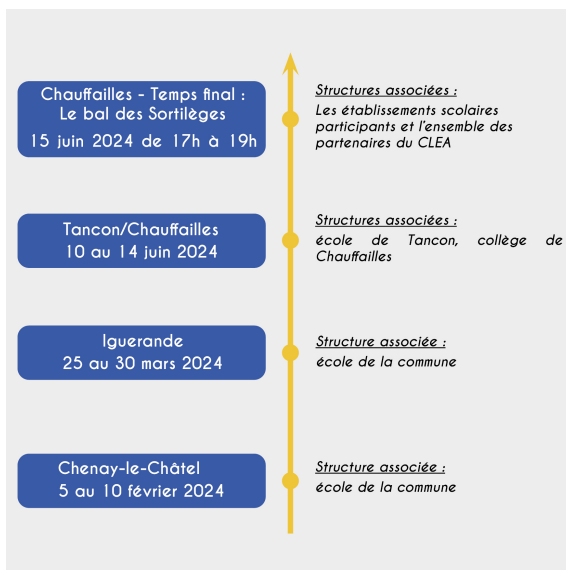 Chauffailles - Temps final :
Le bal des Sortilèges
15 juin 2024 de 17h à 19h
Structures associées :
Les établissements scolaires
participants et l'ensemble des
partenaires du CLEA
Tancon/Chauffailles
10 au 14 juin 2024
Structures associées :
école de Tancon, collège de
Chauffailles
Iguerande
25 au 30 mars 2024
Structure associée :
école de la commune
Chenay-le-Châtel
5 au 10 février 2024
Structure associée :
école de la commune